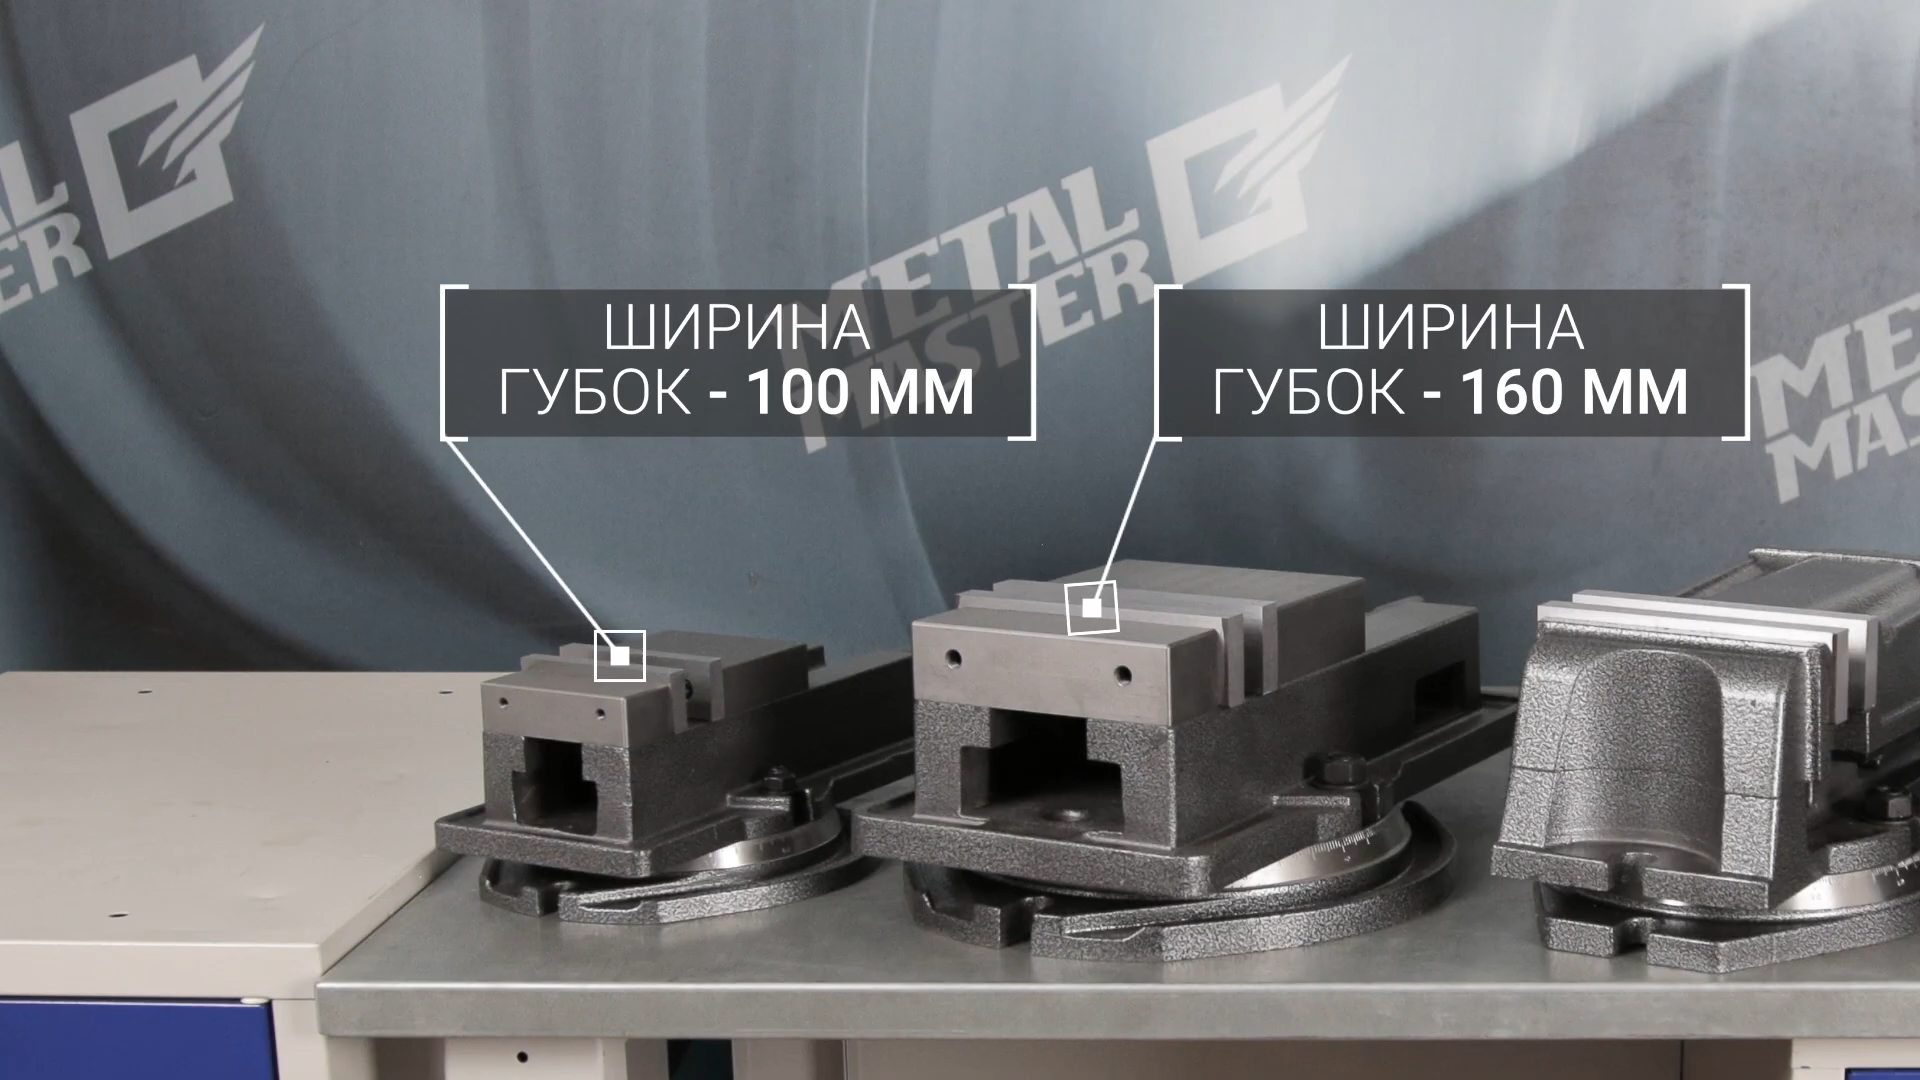 METAL
MASTER
ШИРИНА
ГУБОК - 100 ММ
ШИРИНА
ГУБОК - 160 ММ